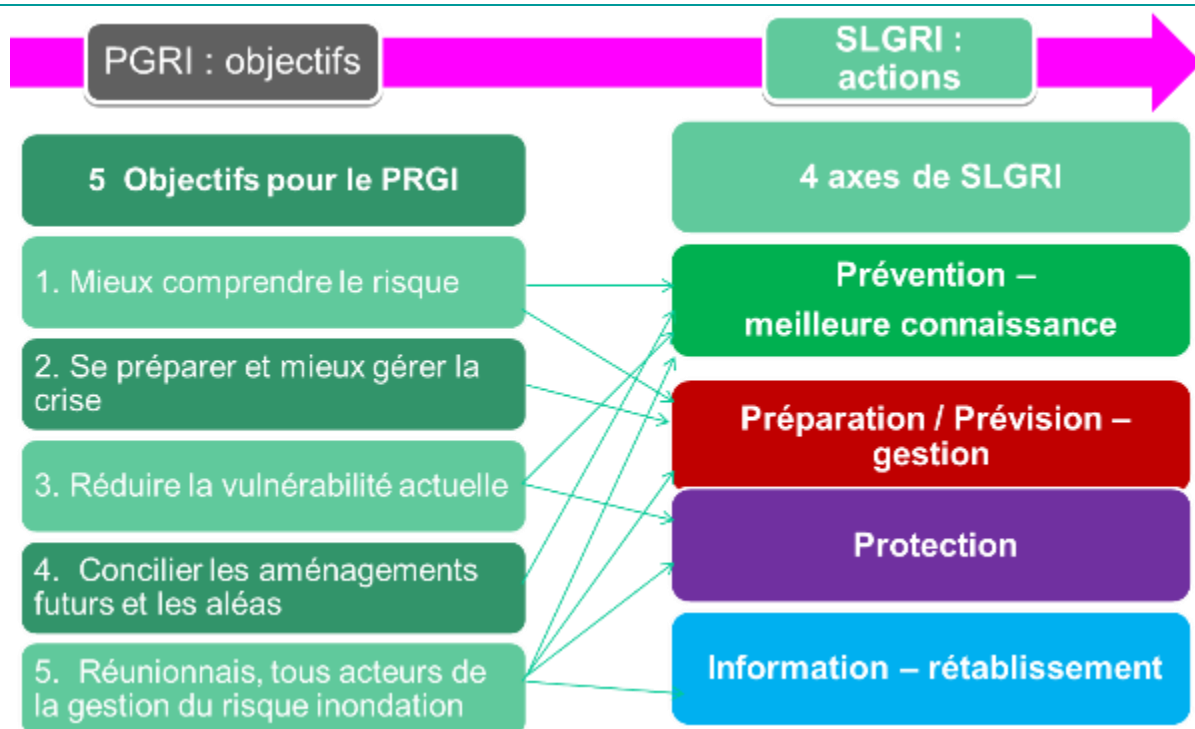 PGRI : objectifs
SLGRI :
actions
5 Objectifs pour le PRGI
1. Mieux comprendre le risque
2. Se préparer et mieux gérer la
crise
3. Réduire la vulnérabilité actuelle
4. Concilier les aménagements
futurs et les aléas
5. Réunionnais, tous acteurs de
la gestion du risque inondation
4 axes de SLGRI
Prévention –
meilleure connaissance
Préparation / Prévision –
gestion
Protection
Information – rétablissement